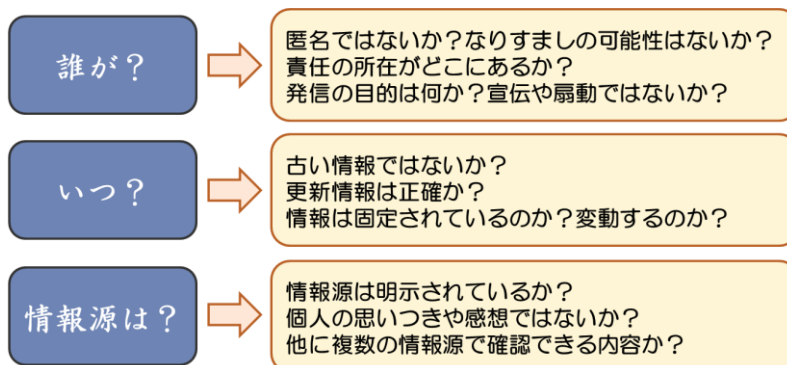 誰が？
匿名ではないか？なりすましの可能性はないか？
責任の所在がどこにあるか？
発信の目的は何か？宣伝や扇動ではないか？
いつ？
古い情報ではないか？
更新情報は正確か？
情報は固定されているのか？変動するのか？
情報源は？
情報源は明示されているか？
個人の思いつきや感想ではないか？
他に複数の情報源で確認できる内容か？